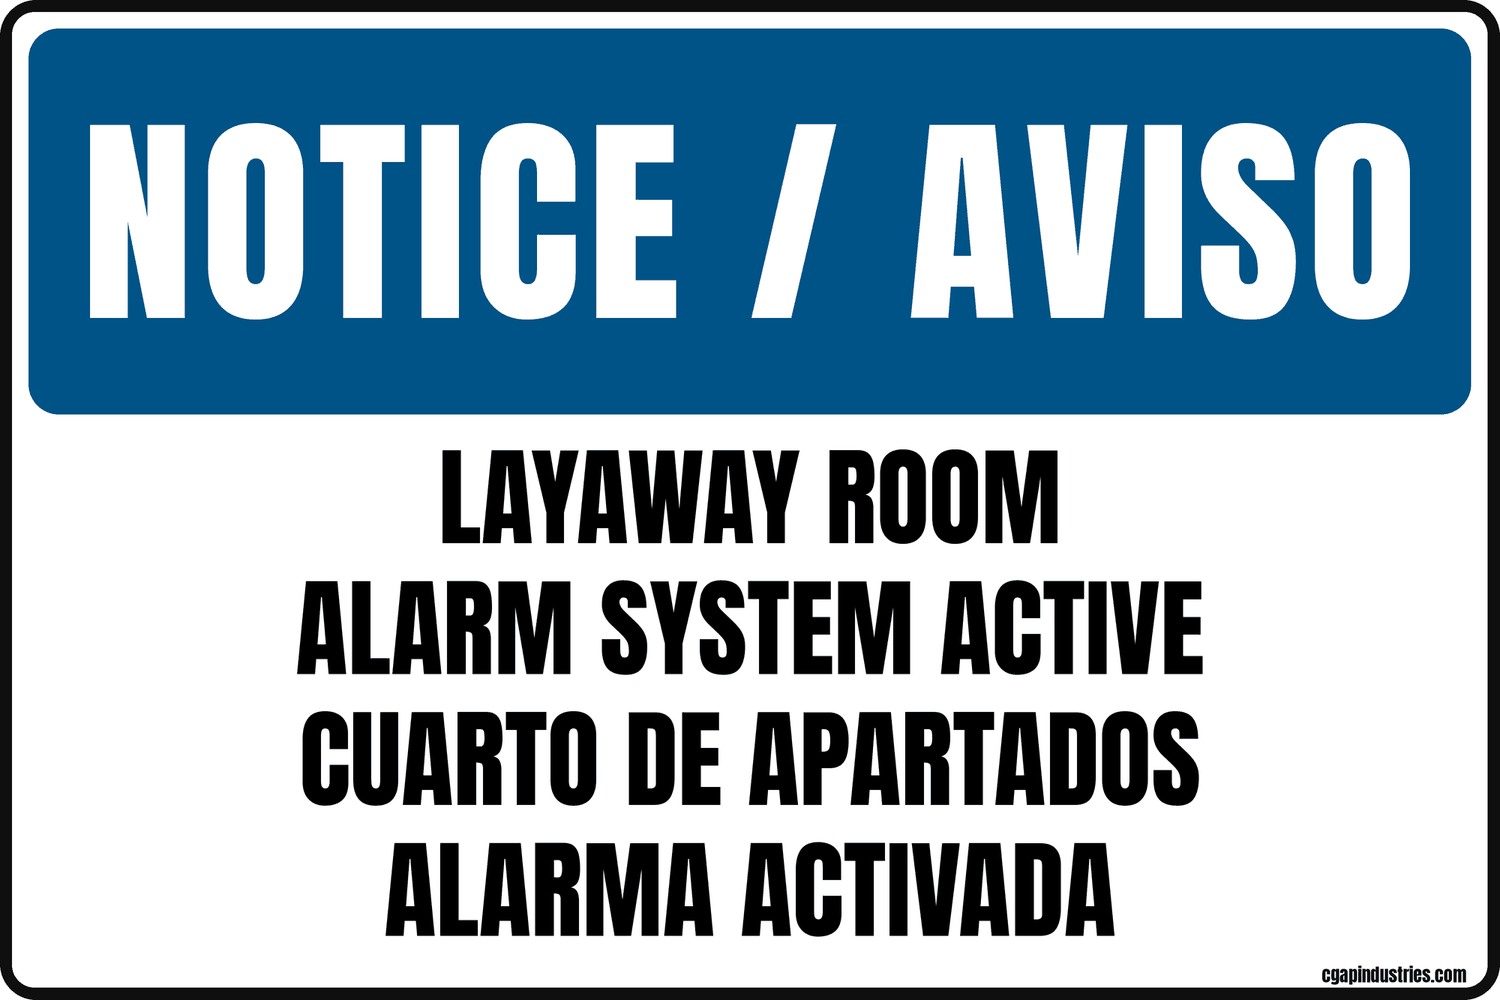 NOTICE / AVISO
LAYAWAY ROOM
ALARM SYSTEM ACTIVE
CUARTO DE APARTADOS
ALARMA ACTIVADA
cgapindustries.com